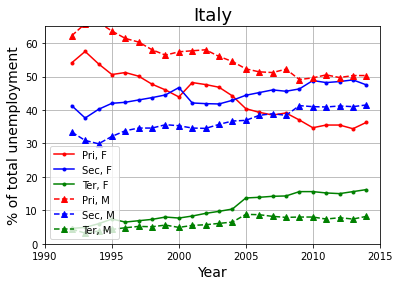 Italy
% of total unemployment
60
50
40
30
20
10
0
Pri, F
Sec, F
Ter, F
Pri, M
Sec, M
Ter, M
1990
1995
2000
2005
2010
2015
Year